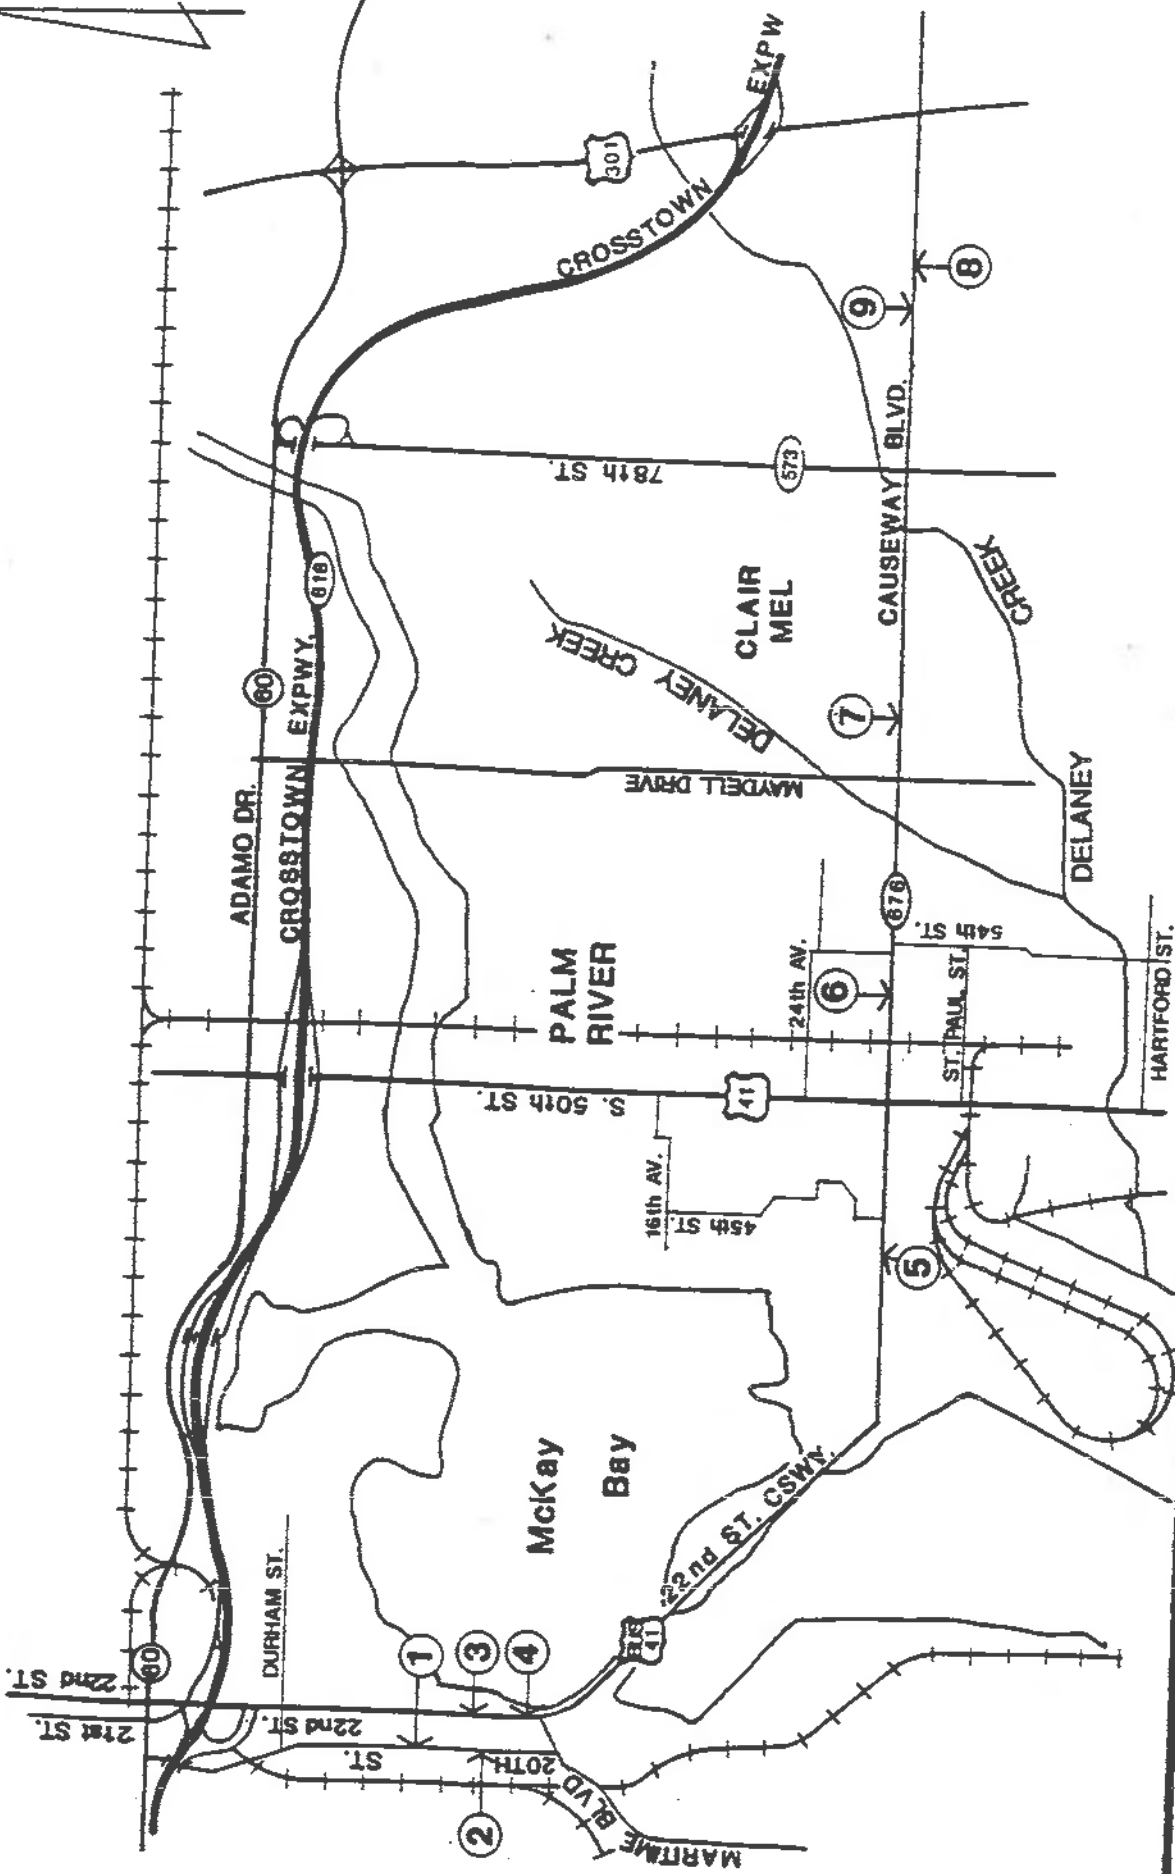 60
22nd ST.
21st ST.
DURHAM ST.
22nd ST.
20TH
ST.
1
2
3
4
MARITIME
BLVD
BUS
41
22nd ST. CSWY.
McKay
Bay
5
16th AV.
45th ST.
S. 50th ST.
41
PALM
RIVER
24th AV.
6
ST. PAUL ST.
54th ST.
HARTFORD ST.
676
ADAMO DR.
60
CROSSTOWN EXPWY.
618
MAYDELL DRIVE
DELANEY CREEK
DELANEY
CREEK
7
CLAIR
MEL
CAUSEWAY BLVD.
78th ST.
573
9
8
CROSSTOWN
EXPW
301